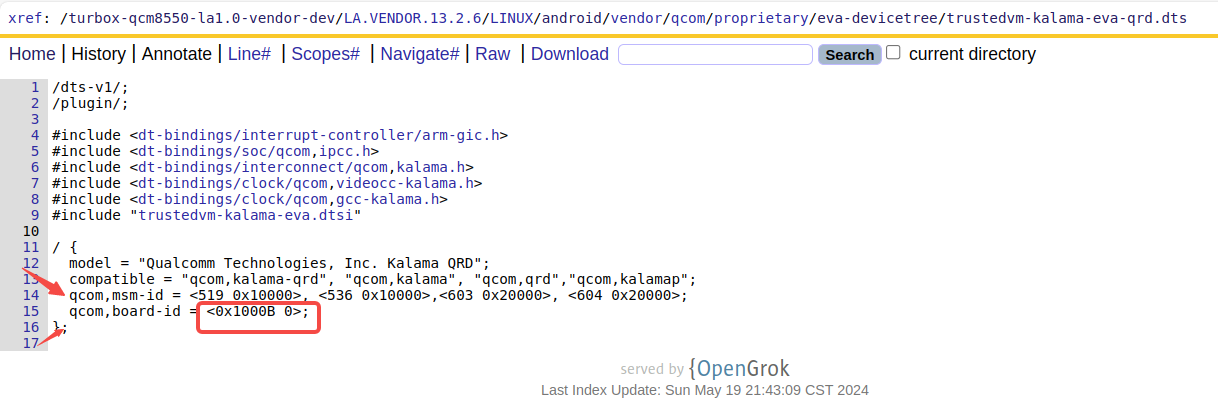 xref: /turbox-qcm8550-la1.0-vendor-dev/LA.VENDOR.13.2.6/LINUX/android/vendor/qcom/proprietary/eva-devicetree/trustedvm-kalama-eva-qrd.dts
Home | History | Annotate | Line# | Scopes# | Navigate# | Raw | Download Search current directory
1 /dts-v1/;
2 /plugin/;
3
4 #include <dt-bindings/interrupt-controller/arm-gic.h>
5 #include <dt-bindings/soc/qcom,ipcc.h>
6 #include <dt-bindings/interconnect/qcom,kalama.h>
7 #include <dt-bindings/clock/qcom,videocc-kalama.h>
8 #include <dt-bindings/clock/qcom,gcc-kalama.h>
9 #include "trustedvm-kalama-eva.dtsi"
10
11 / {
12 model = "Qualcomm Technologies, Inc. Kalama QRD";
13 compatible = "qcom,kalama-qrd", "qcom,kalama", "qcom,qrd","qcom,kalamap";
14 qcom,msm-id = <519 0x10000>, <536 0x10000>,<603 0x20000>, <604 0x20000>;
15 qcom,board-id = <0x1000B 0>;
16 };
17
served by {OpenGrok
Last Index Update: Sun May 19 21:43:09 CST 2024